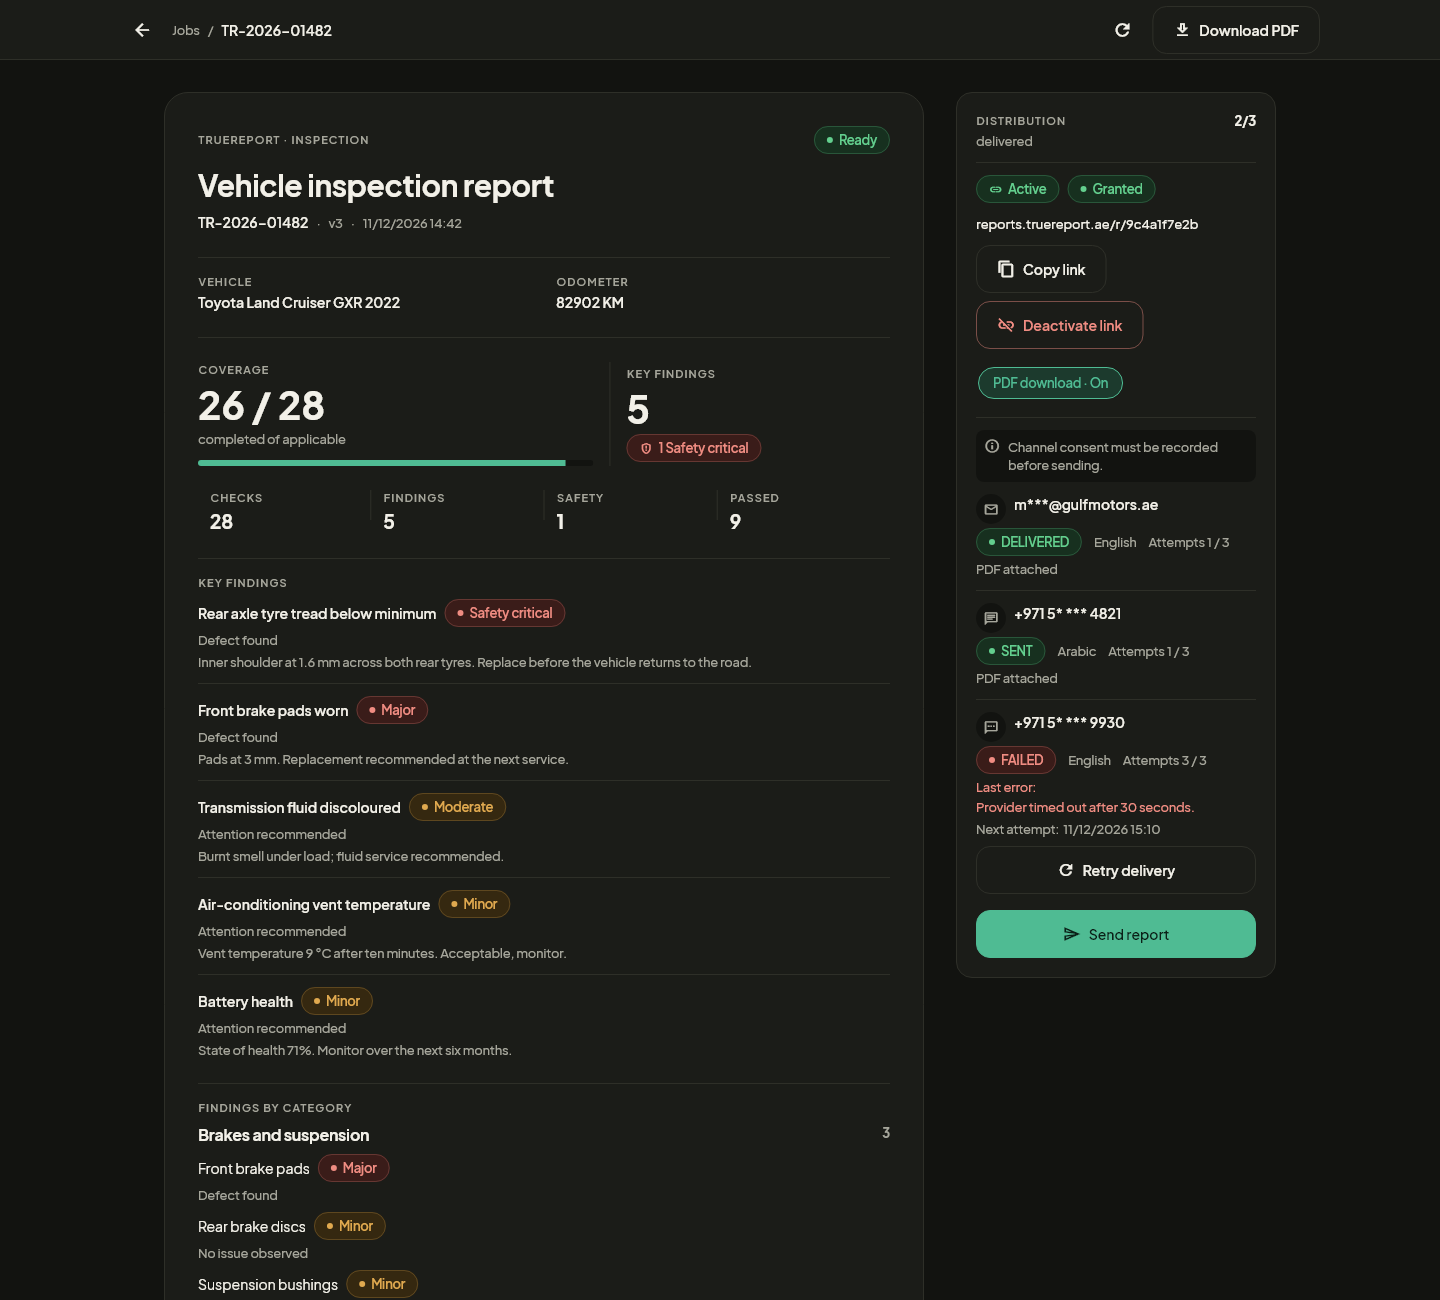 Jobs / TR-2026-01482
Download PDF
TRUEREPORT · INSPECTION
Ready
Vehicle inspection report
TR-2026-01482 · v3 · 11/12/2026 14:42
VEHICLE
Toyota Land Cruiser GXR 2022
ODOMETER
82902 KM
COVERAGE
26 / 28
completed of applicable
KEY FINDINGS
5
1 Safety critical
CHECKS
28
FINDINGS
5
SAFETY
1
PASSED
9
KEY FINDINGS
Rear axle tyre tread below minimum Safety critical
Defect found
Inner shoulder at 1.6 mm across both rear tyres. Replace before the vehicle returns to the road.
Front brake pads worn Major
Defect found
Pads at 3 mm. Replacement recommended at the next service.
Transmission fluid discoloured Moderate
Attention recommended
Burnt smell under load; fluid service recommended.
Air-conditioning vent temperature Minor
Attention recommended
Vent temperature 9 °C after ten minutes. Acceptable, monitor.
Battery health Minor
Attention recommended
State of health 71%. Monitor over the next six months.
FINDINGS BY CATEGORY
Brakes and suspension 3
Front brake pads Major
Defect found
Rear brake discs Minor
No issue observed
Suspension bushings Minor
DISTRIBUTION 2/3
delivered
Active Granted
reports.truereport.ae/r/9c4a1f7e2b
Copy link
Deactivate link
PDF download · On
Channel consent must be recorded
before sending.
m***@gulfmotors.ae
DELIVERED English Attempts 1 / 3
PDF attached
+971 5* *** 4821
SENT Arabic Attempts 1 / 3
PDF attached
+971 5* *** 9930
FAILED English Attempts 3 / 3
Last error:
Provider timed out after 30 seconds.
Next attempt: 11/12/2026 15:10
Retry delivery
Send report